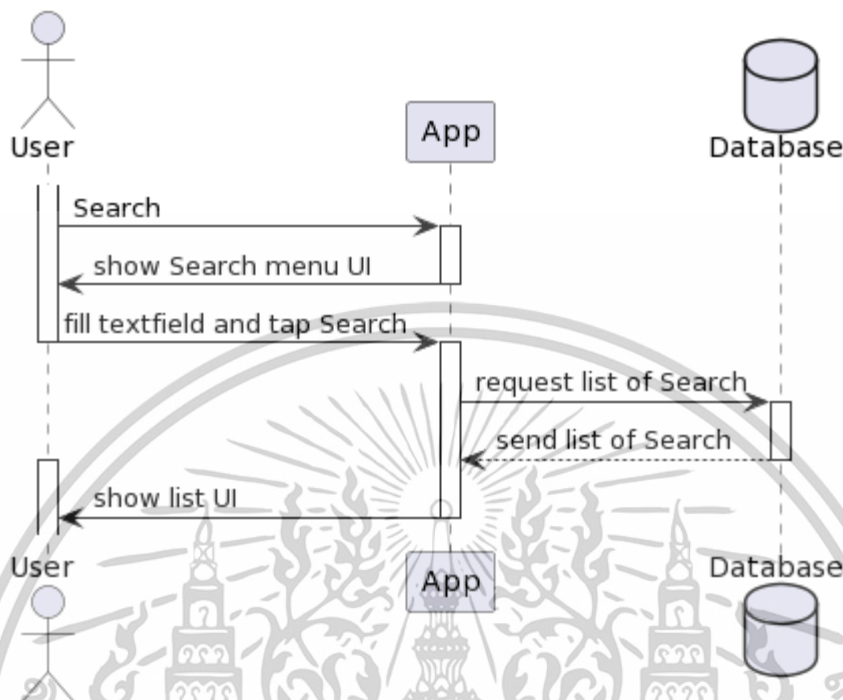 User
App
Database
Search
show Search menu UI
fill textfield and tap Search
request list of Search
send list of Search
show list UI
User
App
Database